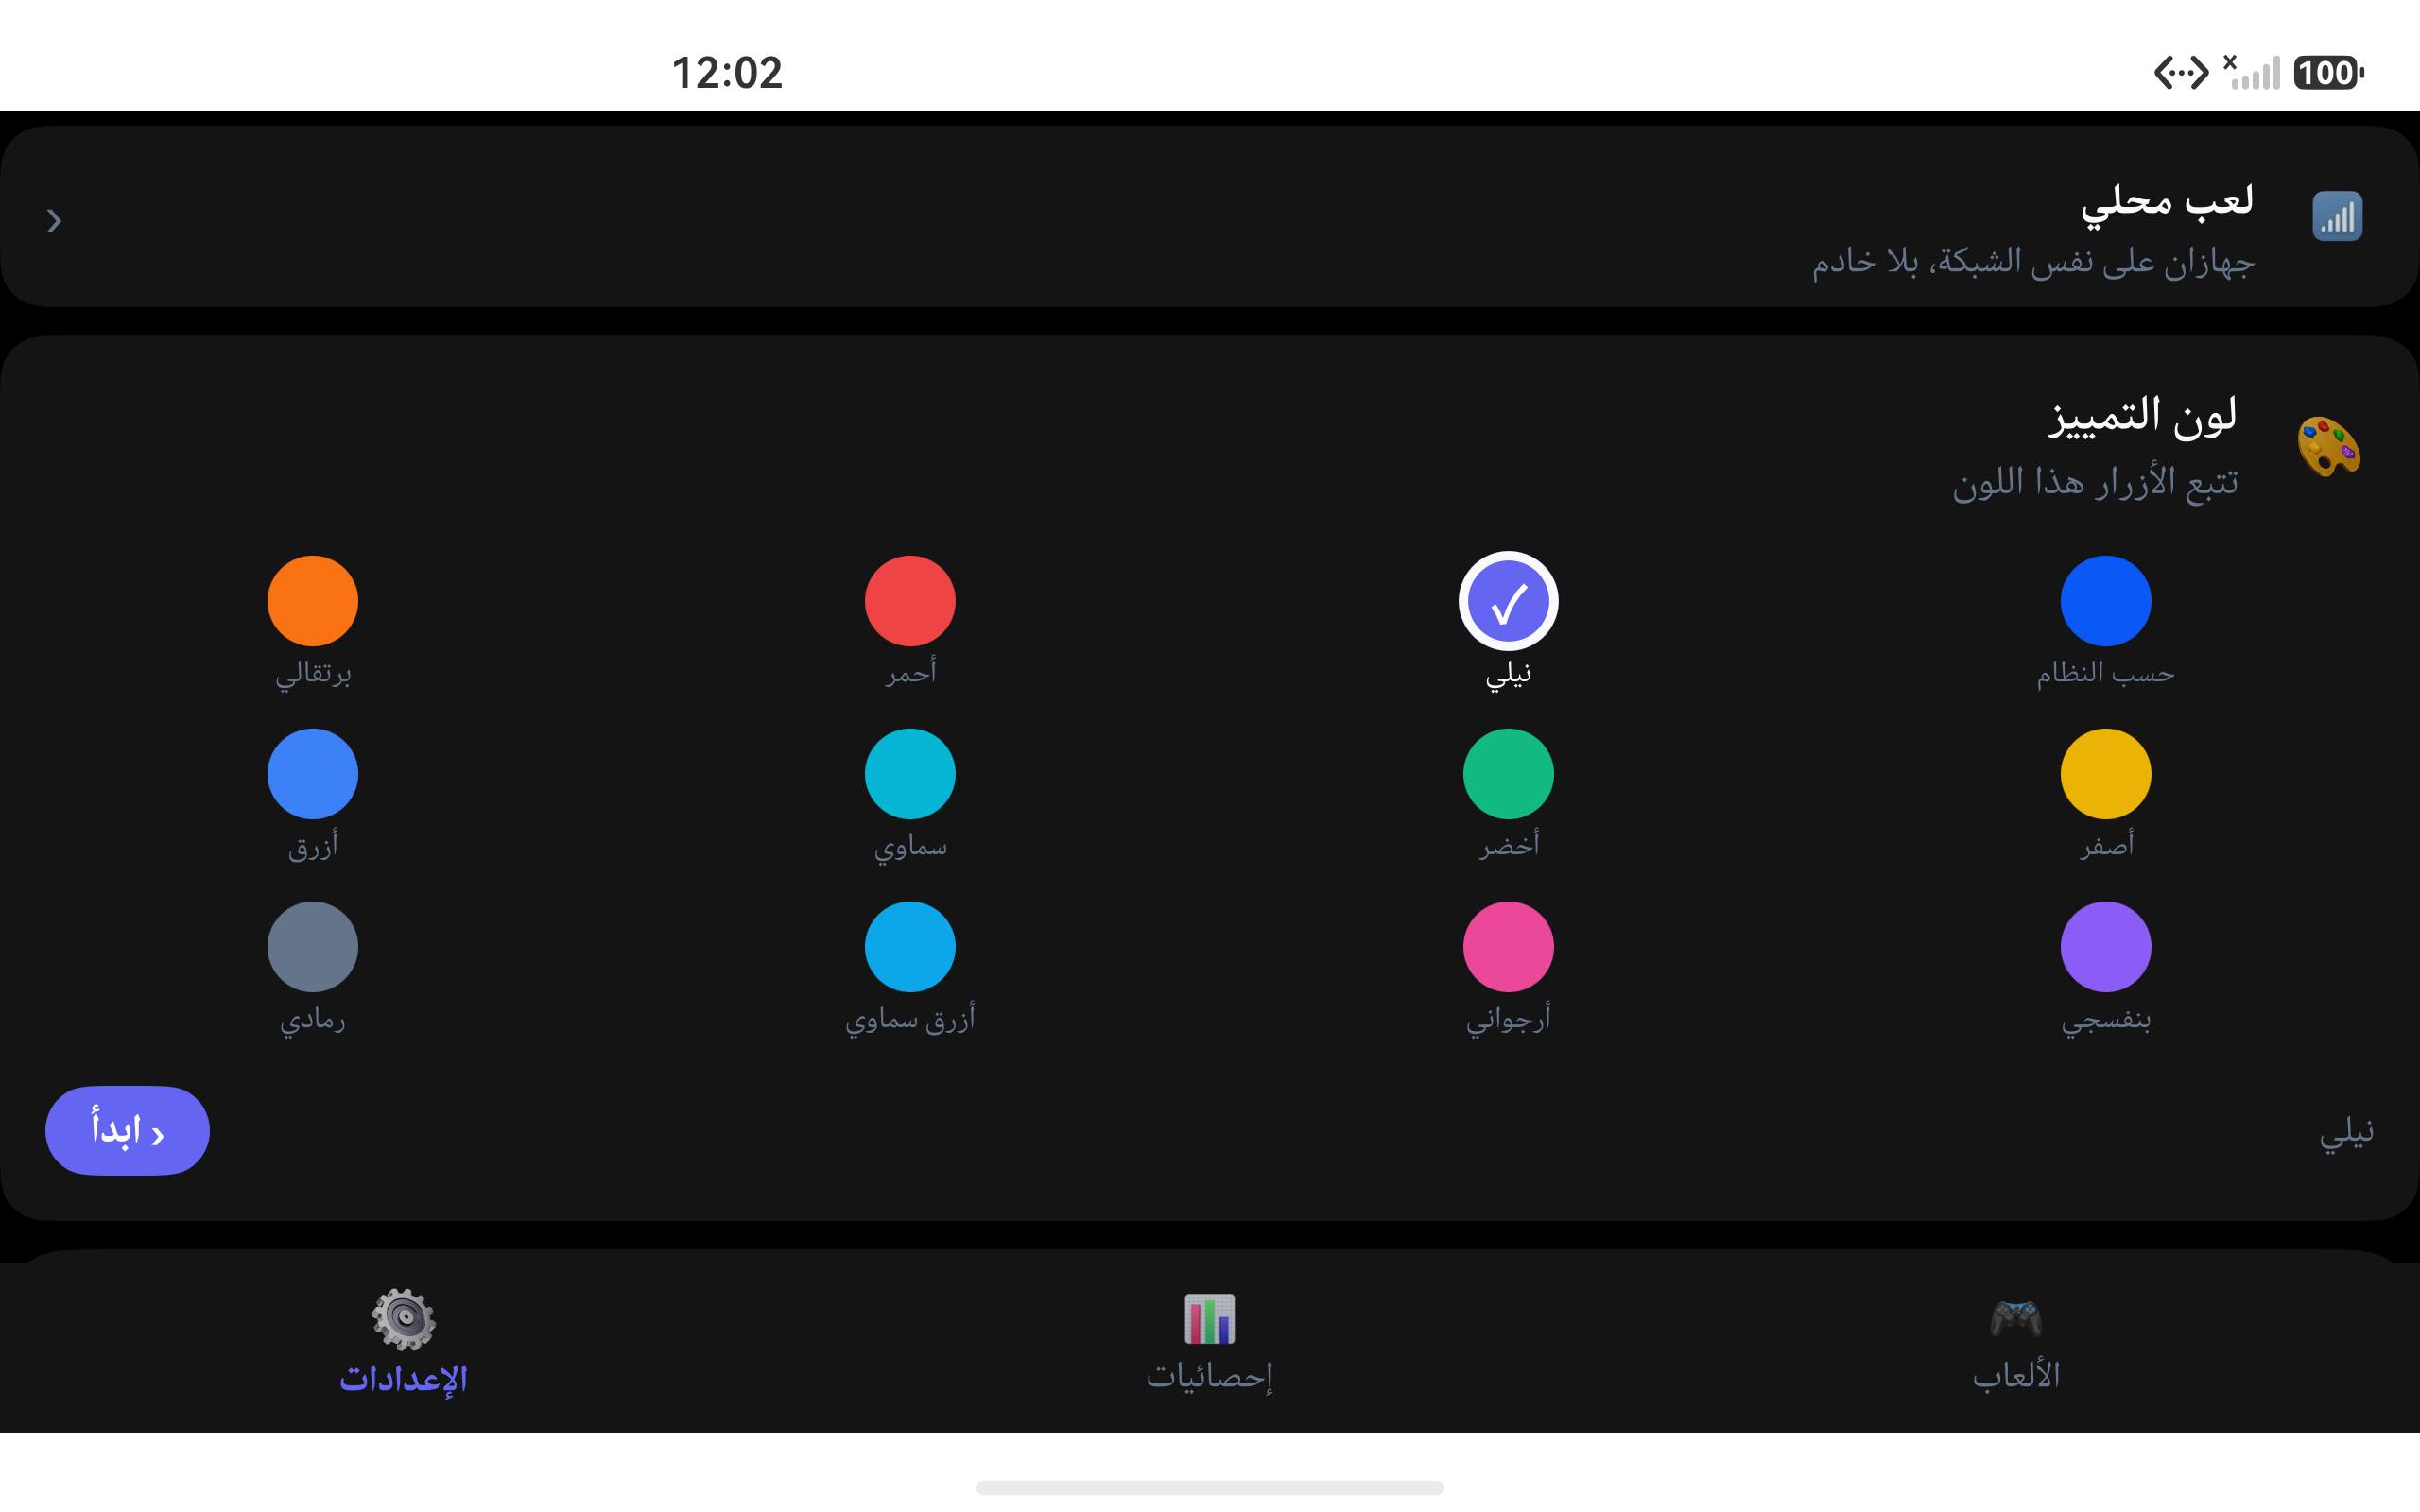 12:02
100
لعب محلي
جهازان على نفس الشبكة، بلا خادم
لون التمييز
تتبع الأزرار هذا اللون
حسب النظام
نيلي
أحمر
برتقالي
أصفر
أخضر
سماوي
أزرق
بنفسجي
أرجواني
أزرق سماوي
رمادي
نيلي
‹ ابدأ
الألعاب
إحصائيات
الإعدادات